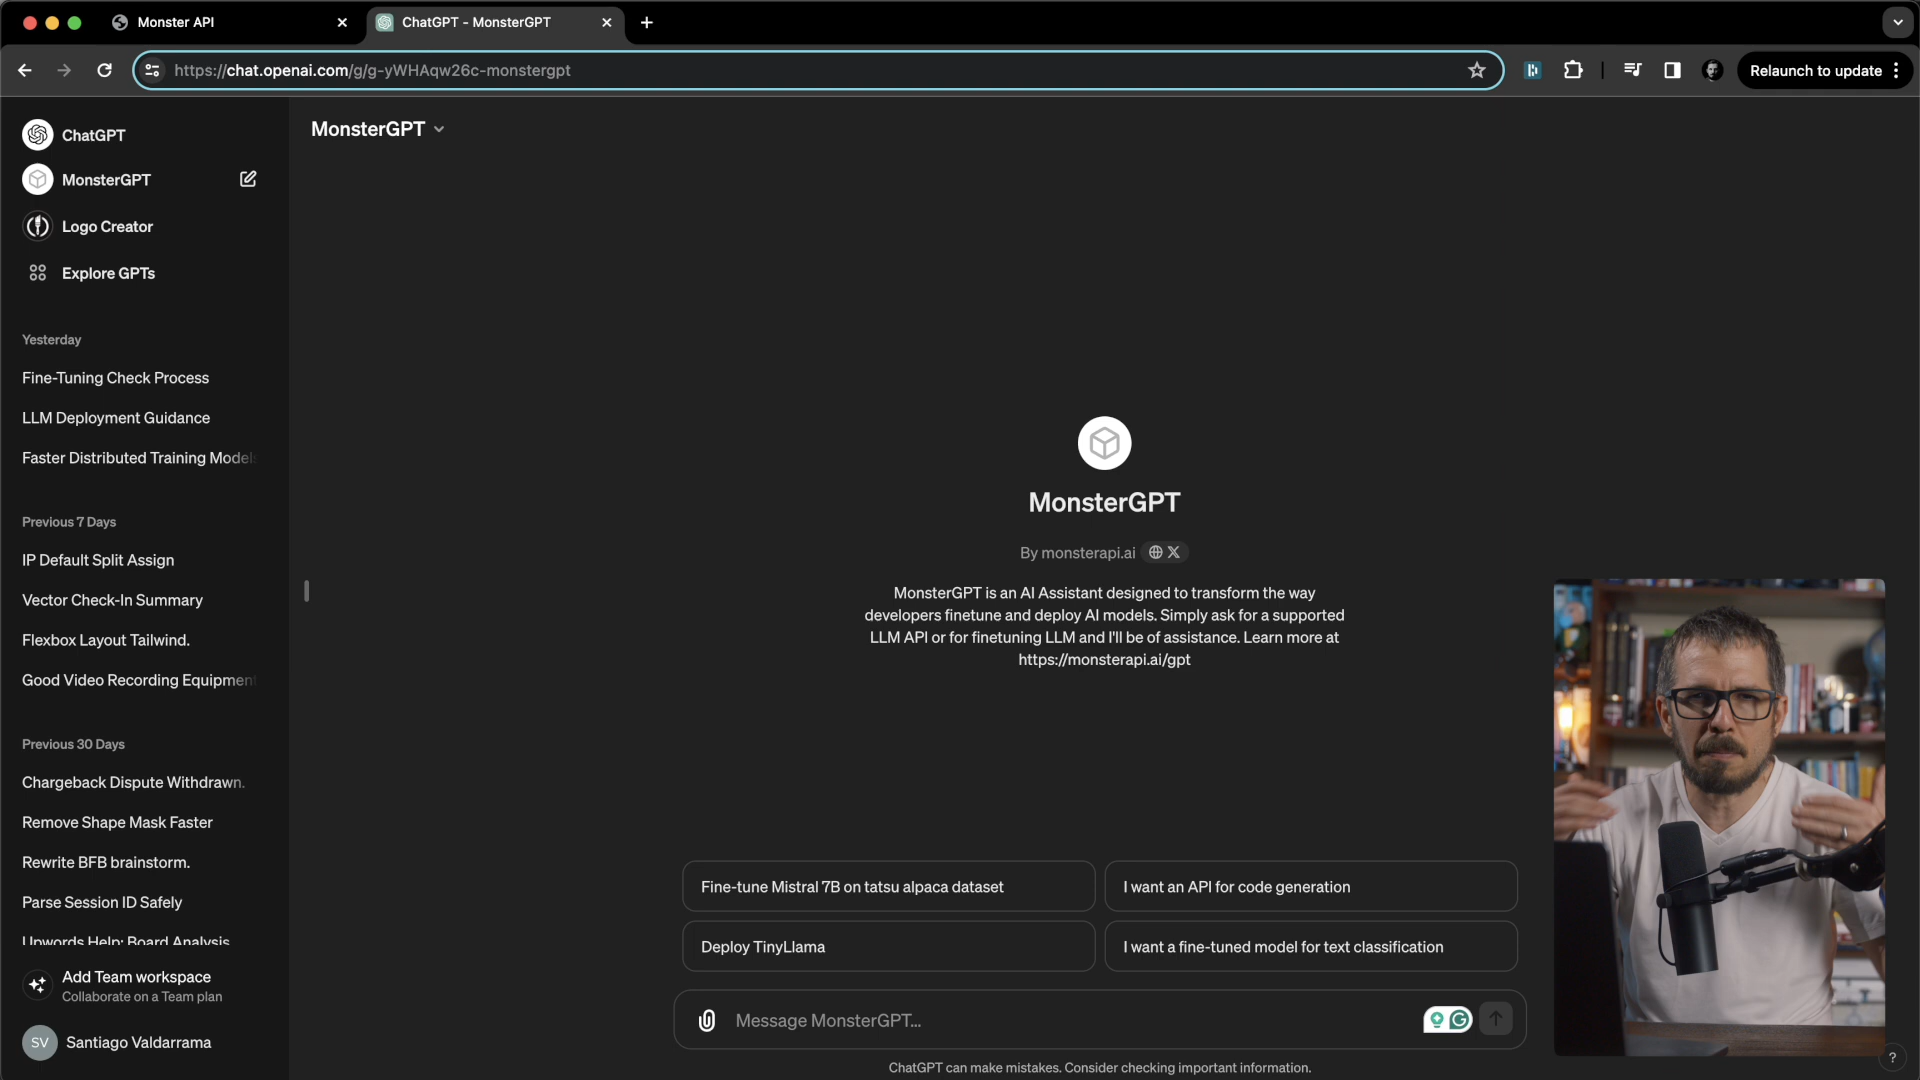 Monster API
ChatGPT - MonsterGPT
https://chat.openai.com/g/g-yWHAqw26c-monstergpt
Relaunch to update
ChatGPT
MonsterGPT
Logo Creator
Explore GPTs
Yesterday
Fine-Tuning Check Process
LLM Deployment Guidance
Faster Distributed Training Models
Previous 7 Days
IP Default Split Assign
Vector Check-In Summary
Flexbox Layout Tailwind.
Good Video Recording Equipment
Previous 30 Days
Chargeback Dispute Withdrawn.
Remove Shape Mask Faster
Rewrite BFB brainstorm.
Parse Session ID Safely
Upwords Help: Board Analysis
Add Team workspace
Collaborate on a Team plan
SV
Santiago Valdarrama
MonsterGPT
MonsterGPT
By monsterapi.ai
MonsterGPT is an AI Assistant designed to transform the way
developers finetune and deploy AI models. Simply ask for a supported
LLM API or for finetuning LLM and I'll be of assistance. Learn more at
https://monsterapi.ai/gpt
Fine-tune Mistral 7B on tatsu alpaca dataset
I want an API for code generation
Deploy TinyLlama
I want a fine-tuned model for text classification
Message MonsterGPT...
ChatGPT can make mistakes. Consider checking important information.
?